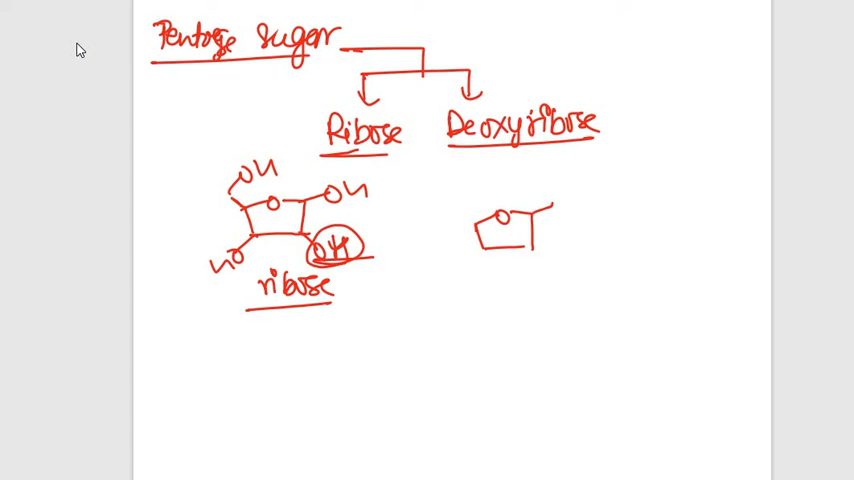 Pentose sugar
Ribose Deoxyribose
OH
O OH
HO OH
O
ribose